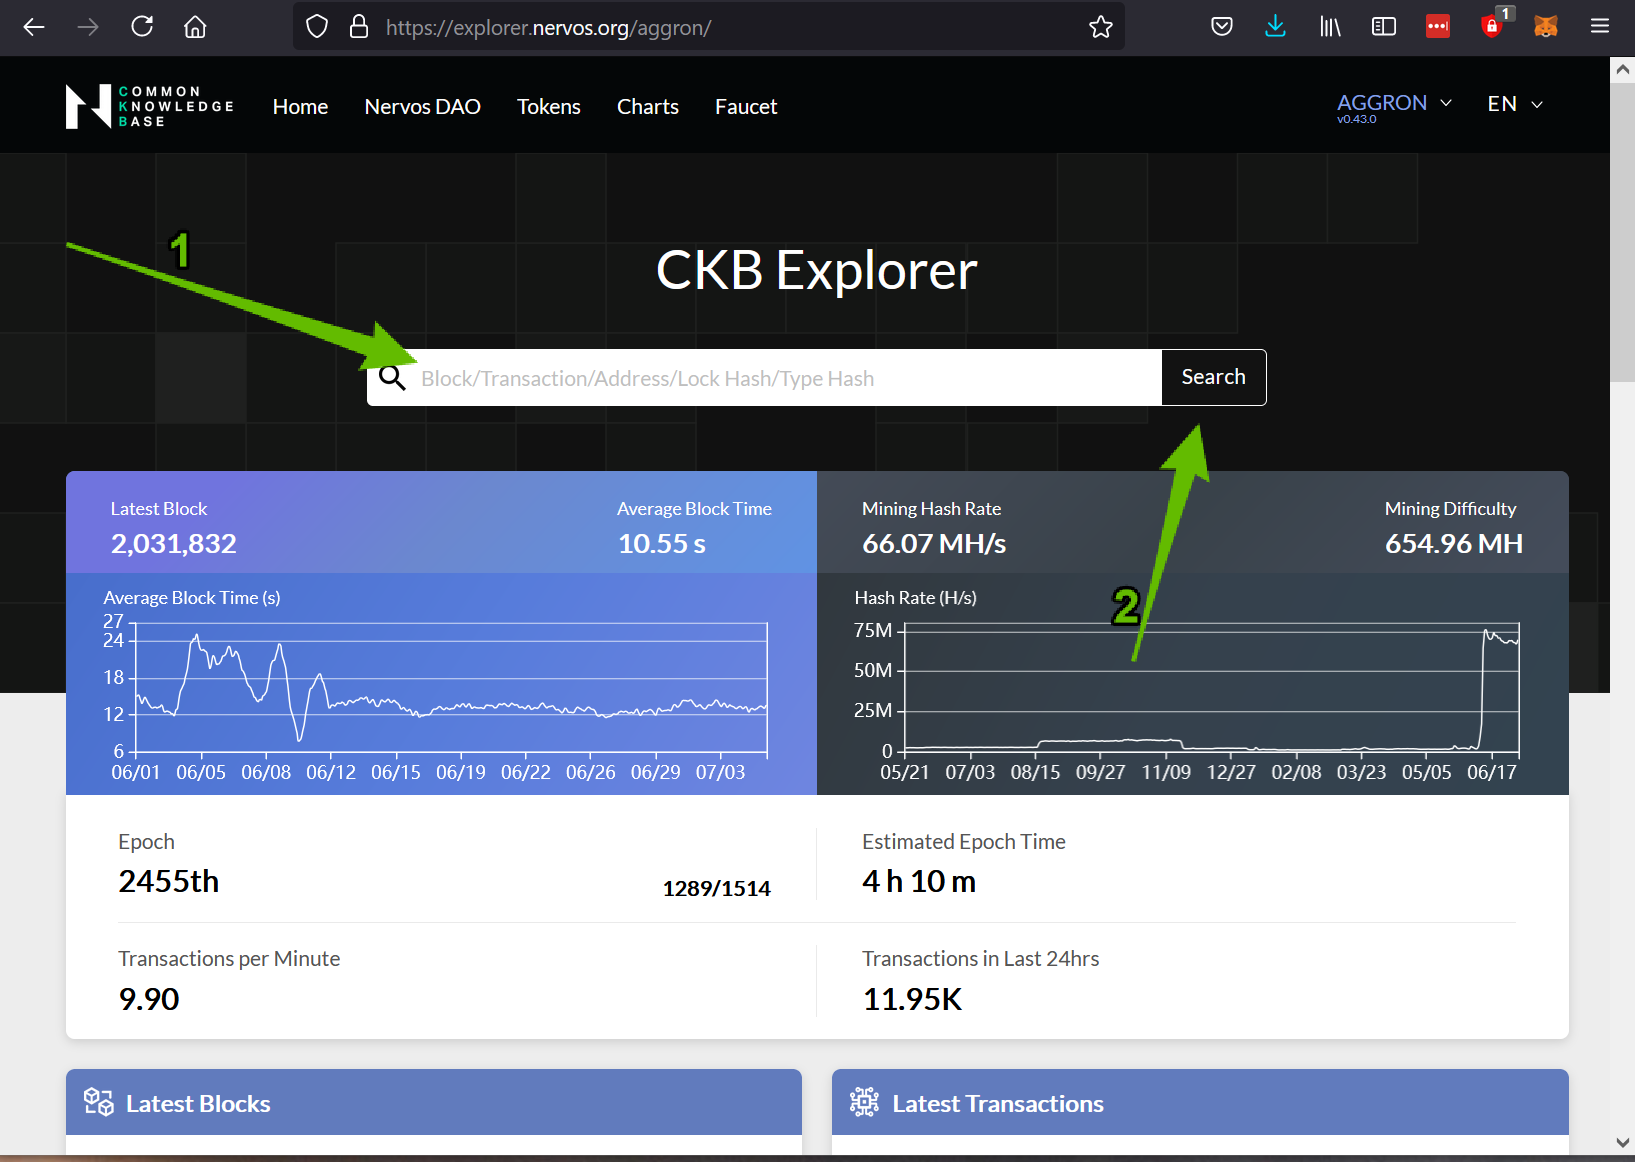 https://explorer.nervos.org/aggron/
1
COMMON
KNOWLEDGE
BASE
Home Nervos DAO Tokens Charts Faucet
AGGRON
v0.43.0
EN
1
CKB Explorer
Block/Transaction/Address/Lock Hash/Type Hash
Search
Latest Block
2,031,832
Average Block Time
10.55 s
Mining Hash Rate
66.07 MH/s
Mining Difficulty
654.96 MH
2
Average Block Time (s)
27
24
18
12
6
06/01 06/05 06/08 06/12 06/15 06/19 06/22 06/26 06/29 07/03
Hash Rate (H/s)
75M
50M
25M
0
05/21 07/03 08/15 09/27 11/09 12/27 02/08 03/23 05/05 06/17
Epoch
2455th
1289/1514
Estimated Epoch Time
4 h 10 m
Transactions per Minute
9.90
Transactions in Last 24hrs
11.95K
Latest Blocks
Latest Transactions